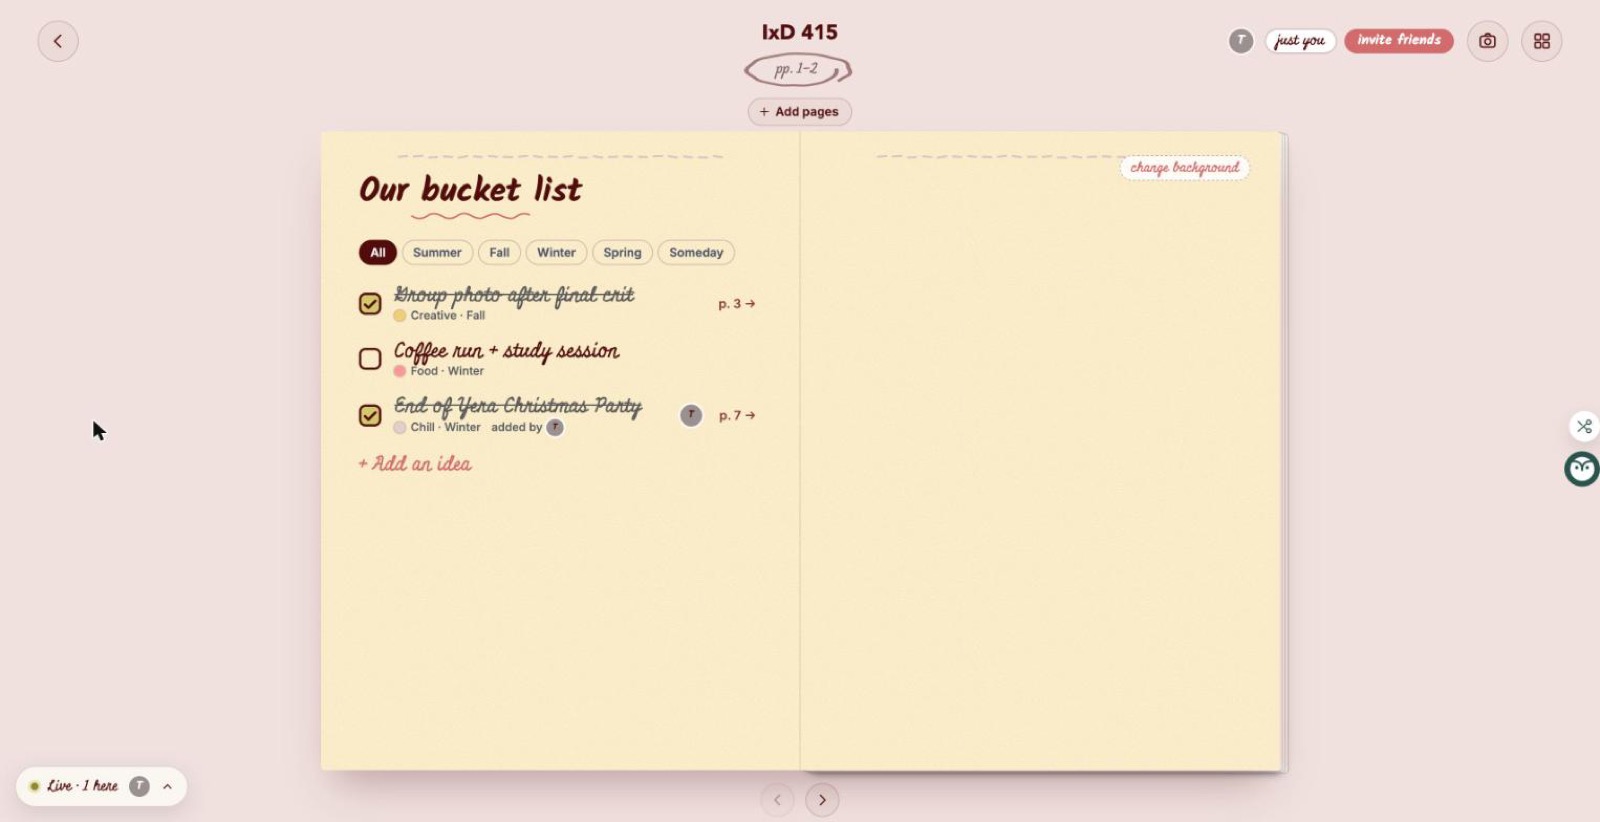 IxD 415
pp. 1-2
+ Add pages
T just you invite friends
change background
Our bucket list
All Summer Fall Winter Spring Someday
Group photo after final crit
p. 3 →
Creative · Fall
Coffee run + study session
Food · Winter
End of Yera Christmas Party
T p. 7 →
Chill · Winter added by T
+ Add an idea
Live · 1 here T